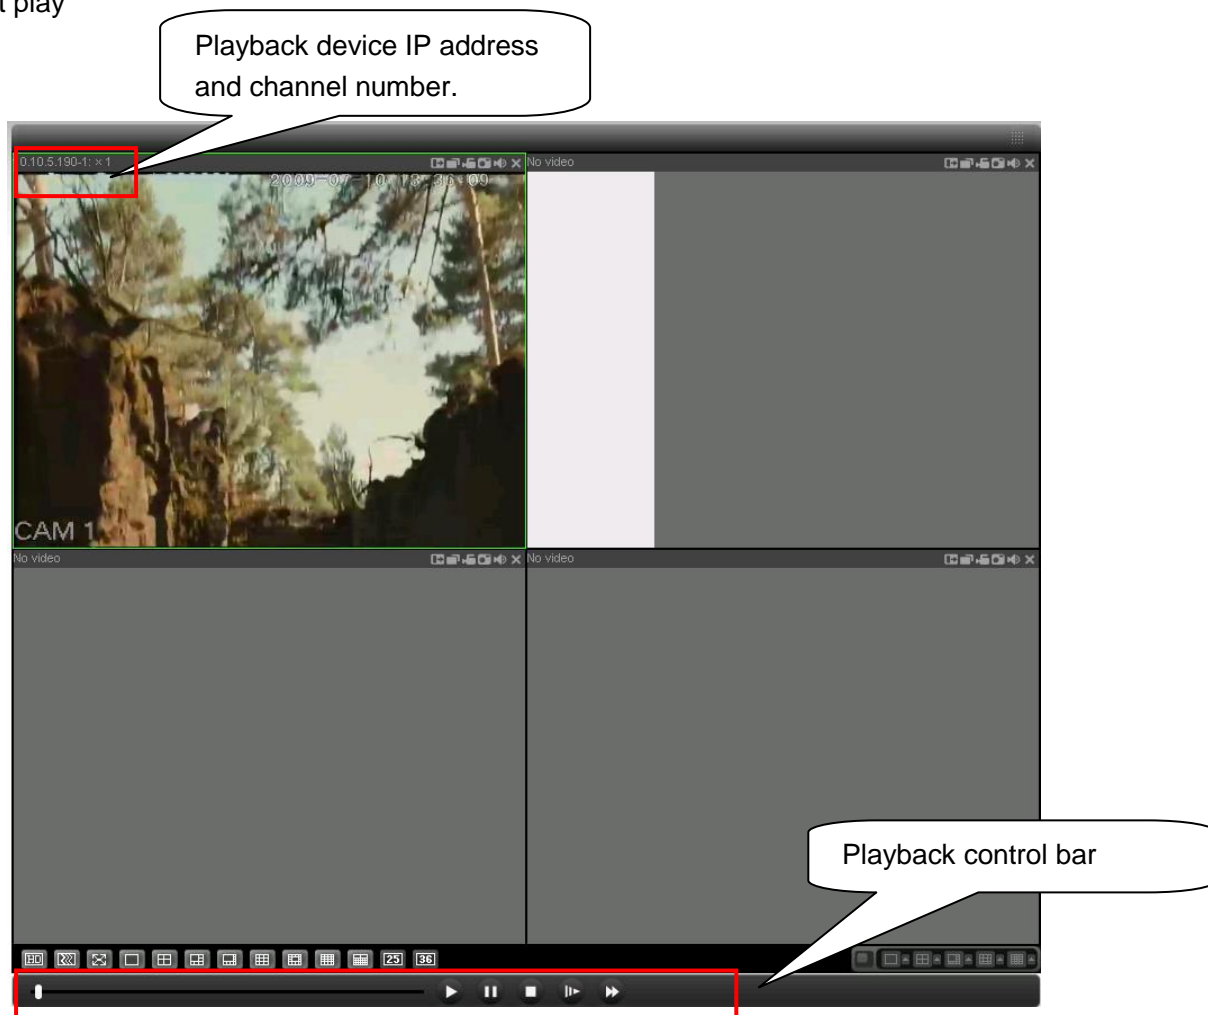 t play
Playback device IP address
and channel number.
0.10.5.190-1: ×1
No video
2009-07-10 13:36:09
CAM 1
No video
No video
HD
25
36
Playback control bar